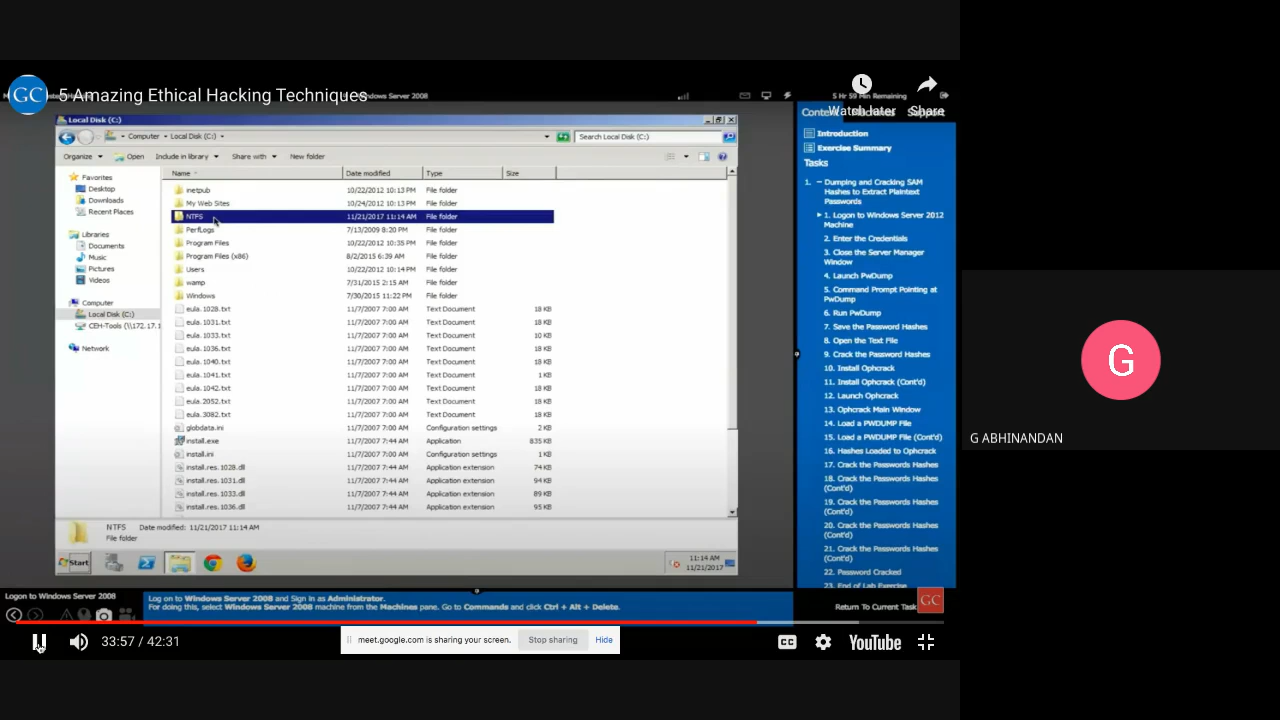 GC
5 Amazing Ethical Hacking Techniques
Windows Server 2008
5 Hr 59 Min Remaining
Watch later
Share
Local Disk (C:)
Computer
Local Disk (C:)
Search Local Disk (C:)
Organize
Open
Include in library
Share with
New folder
Favorites
Desktop
Downloads
Recent Places
Libraries
Documents
Music
Pictures
Videos
Computer
Local Disk (C:)
CEH-Tools (\\172.17.1
Network
Name Date modified Type Size
inetpub 10/22/2012 10:13 PM File folder
My Web Sites 10/24/2012 10:13 PM File folder
NTFS 11/21/2017 11:14 AM File folder
PerfLogs 7/13/2009 8:20 PM File folder
Program Files 10/22/2012 10:35 PM File folder
Program Files (x86) 8/2/2015 6:39 AM File folder
Users 10/22/2012 10:14 PM File folder
wamp 7/31/2015 2:15 AM File folder
Windows 7/30/2015 11:22 PM File folder
eula.1028.txt 11/7/2007 7:00 AM Text Document 18 KB
eula.1031.txt 11/7/2007 7:00 AM Text Document 18 KB
eula.1033.txt 11/7/2007 7:00 AM Text Document 10 KB
eula.1036.txt 11/7/2007 7:00 AM Text Document 18 KB
eula.1040.txt 11/7/2007 7:00 AM Text Document 18 KB
eula.1041.txt 11/7/2007 7:00 AM Text Document 1 KB
eula.1042.txt 11/7/2007 7:00 AM Text Document 18 KB
eula.2052.txt 11/7/2007 7:00 AM Text Document 18 KB
eula.3082.txt 11/7/2007 7:00 AM Text Document 18 KB
globdata.ini 11/7/2007 7:00 AM Configuration settings 2 KB
install.exe 11/7/2007 7:44 AM Application 835 KB
install.ini 11/7/2007 7:00 AM Configuration settings 1 KB
install.res.1028.dll 11/7/2007 7:44 AM Application extension 74 KB
install.res.1031.dll 11/7/2007 7:44 AM Application extension 94 KB
install.res.1033.dll 11/7/2007 7:44 AM Application extension 89 KB
install.res.1036.dll 11/7/2007 7:44 AM Application extension 95 KB
NTFS Date modified: 11/21/2017 11:14 AM
File folder
Start
11:14 AM
11/21/2017
Support
Introduction
Exercise Summary
Tasks
1. Dumping and Cracking SAM
Hashes to Extract Plaintext
Passwords
1. Logon to Windows Server 2012
Machine
2. Enter the Credentials
3. Close the Server Manager
Window
4. Launch PwDump
5. Command Prompt Pointing at
PwDump
6. Run PwDump
7. Save the Password Hashes
8. Open the Text File
9. Crack the Password Hashes
10. Install Ophcrack
11. Install Ophcrack (Cont'd)
12. Launch Ophcrack
13. Ophcrack Main Window
14. Load a PWDUMP File
15. Load a PWDUMP File (Cont'd)
16. Hashes Loaded to Ophcrack
17. Crack the Passwords Hashes
18. Crack the Passwords Hashes
(Cont'd)
19. Crack the Passwords Hashes
(Cont'd)
20. Crack the Passwords Hashes
(Cont'd)
21. Crack the Passwords Hashes
(Cont'd)
22. Password Cracked
23. End of Lab Exercise
Return To Current Task
GC
Logon to Windows Server 2008
Log on to Windows Server 2008 and Sign in as Administrator.
For doing this, select Windows Server 2008 machine from the Machines pane. Go to Commands and click Ctrl + Alt + Delete.
33:57 / 42:31
meet.google.com is sharing your screen.
Stop sharing
Hide
CC
YouTube
G
G ABHINANDAN